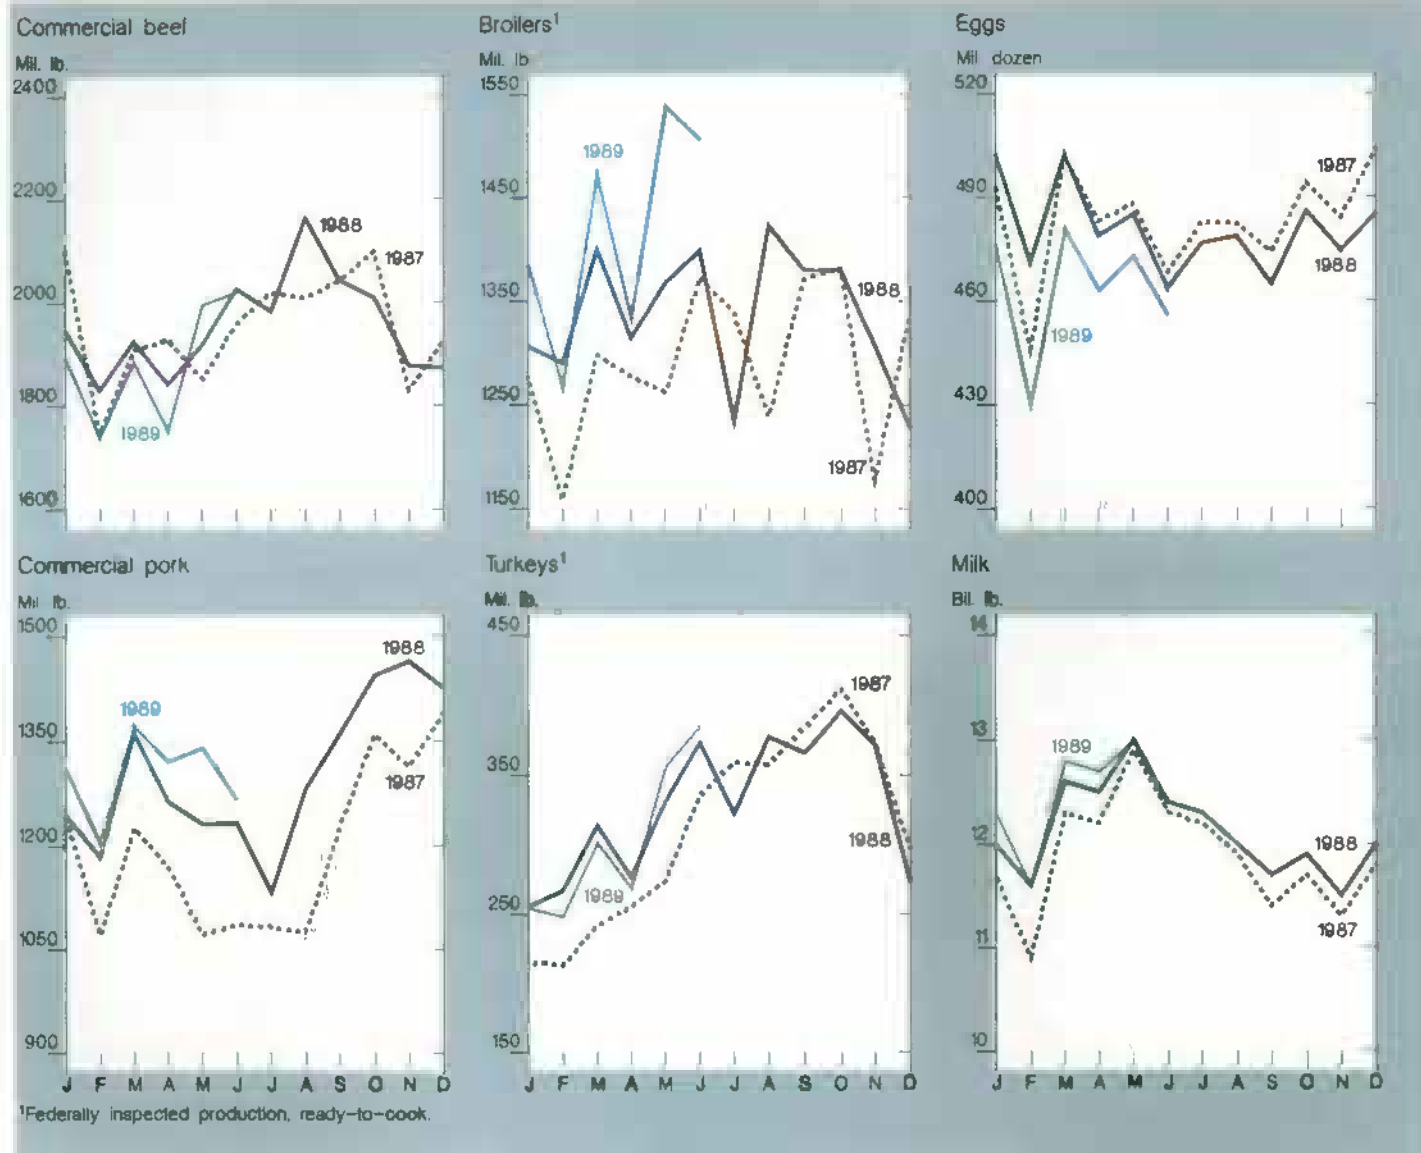 Commercial beef
Mil. lb.
2400
2200
2000
1800
1600
1988
1987
1989
Broilers¹
Mil. lb
1550
1450
1350
1250
1150
1989
1988
1987
Eggs
Mil dozen
520
490
460
430
400
1987
1988
1989
Commercial pork
Mil lb.
1500
1350
1200
1050
900
1988
1989
1987
J F M A M J J A S O N D
Turkeys¹
Mil. lb.
450
350
250
150
1987
1988
1989
J F M A M J J A S O N D
Milk
Bil. lb.
14
13
12
11
10
1989
1988
1987
J F M A M J J A S O N D
¹Federally inspected production, ready-to-cook.